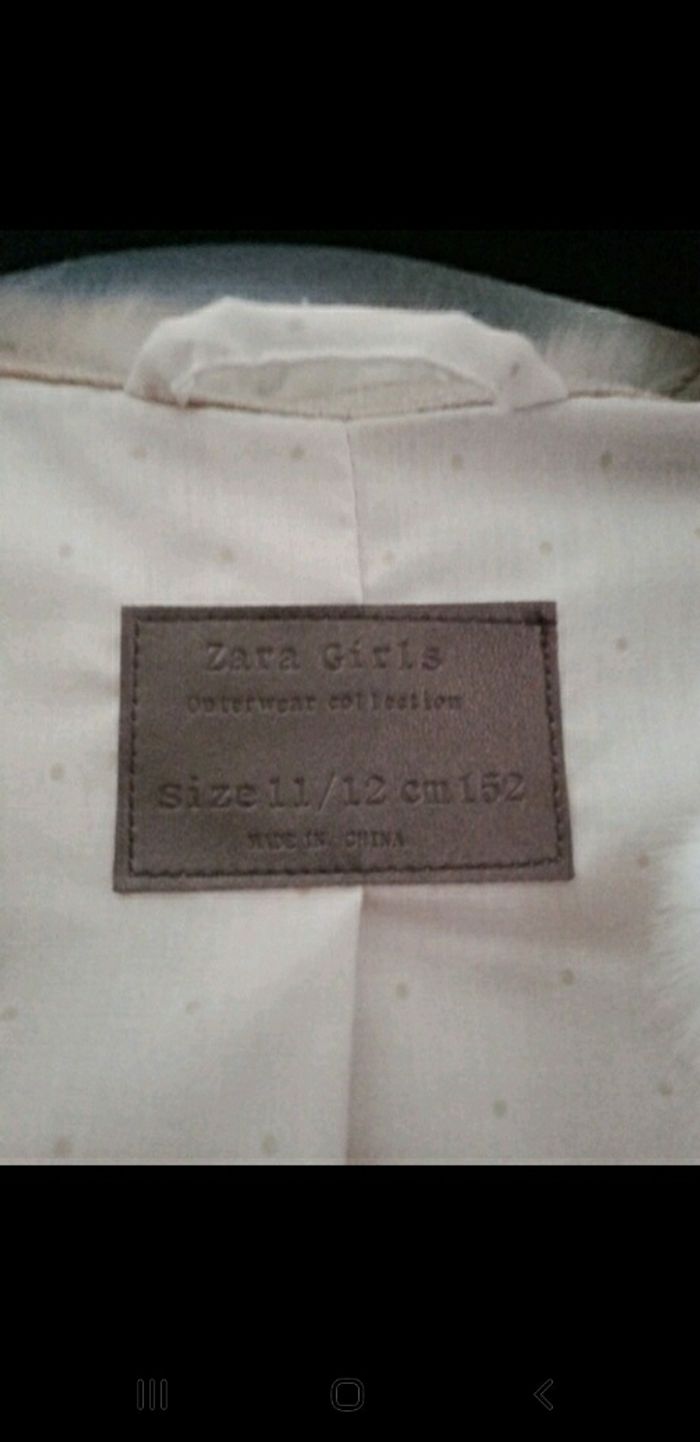 Zara Girls
Outerwear collection
Size 11/12 cm 152
MADE IN CHINA